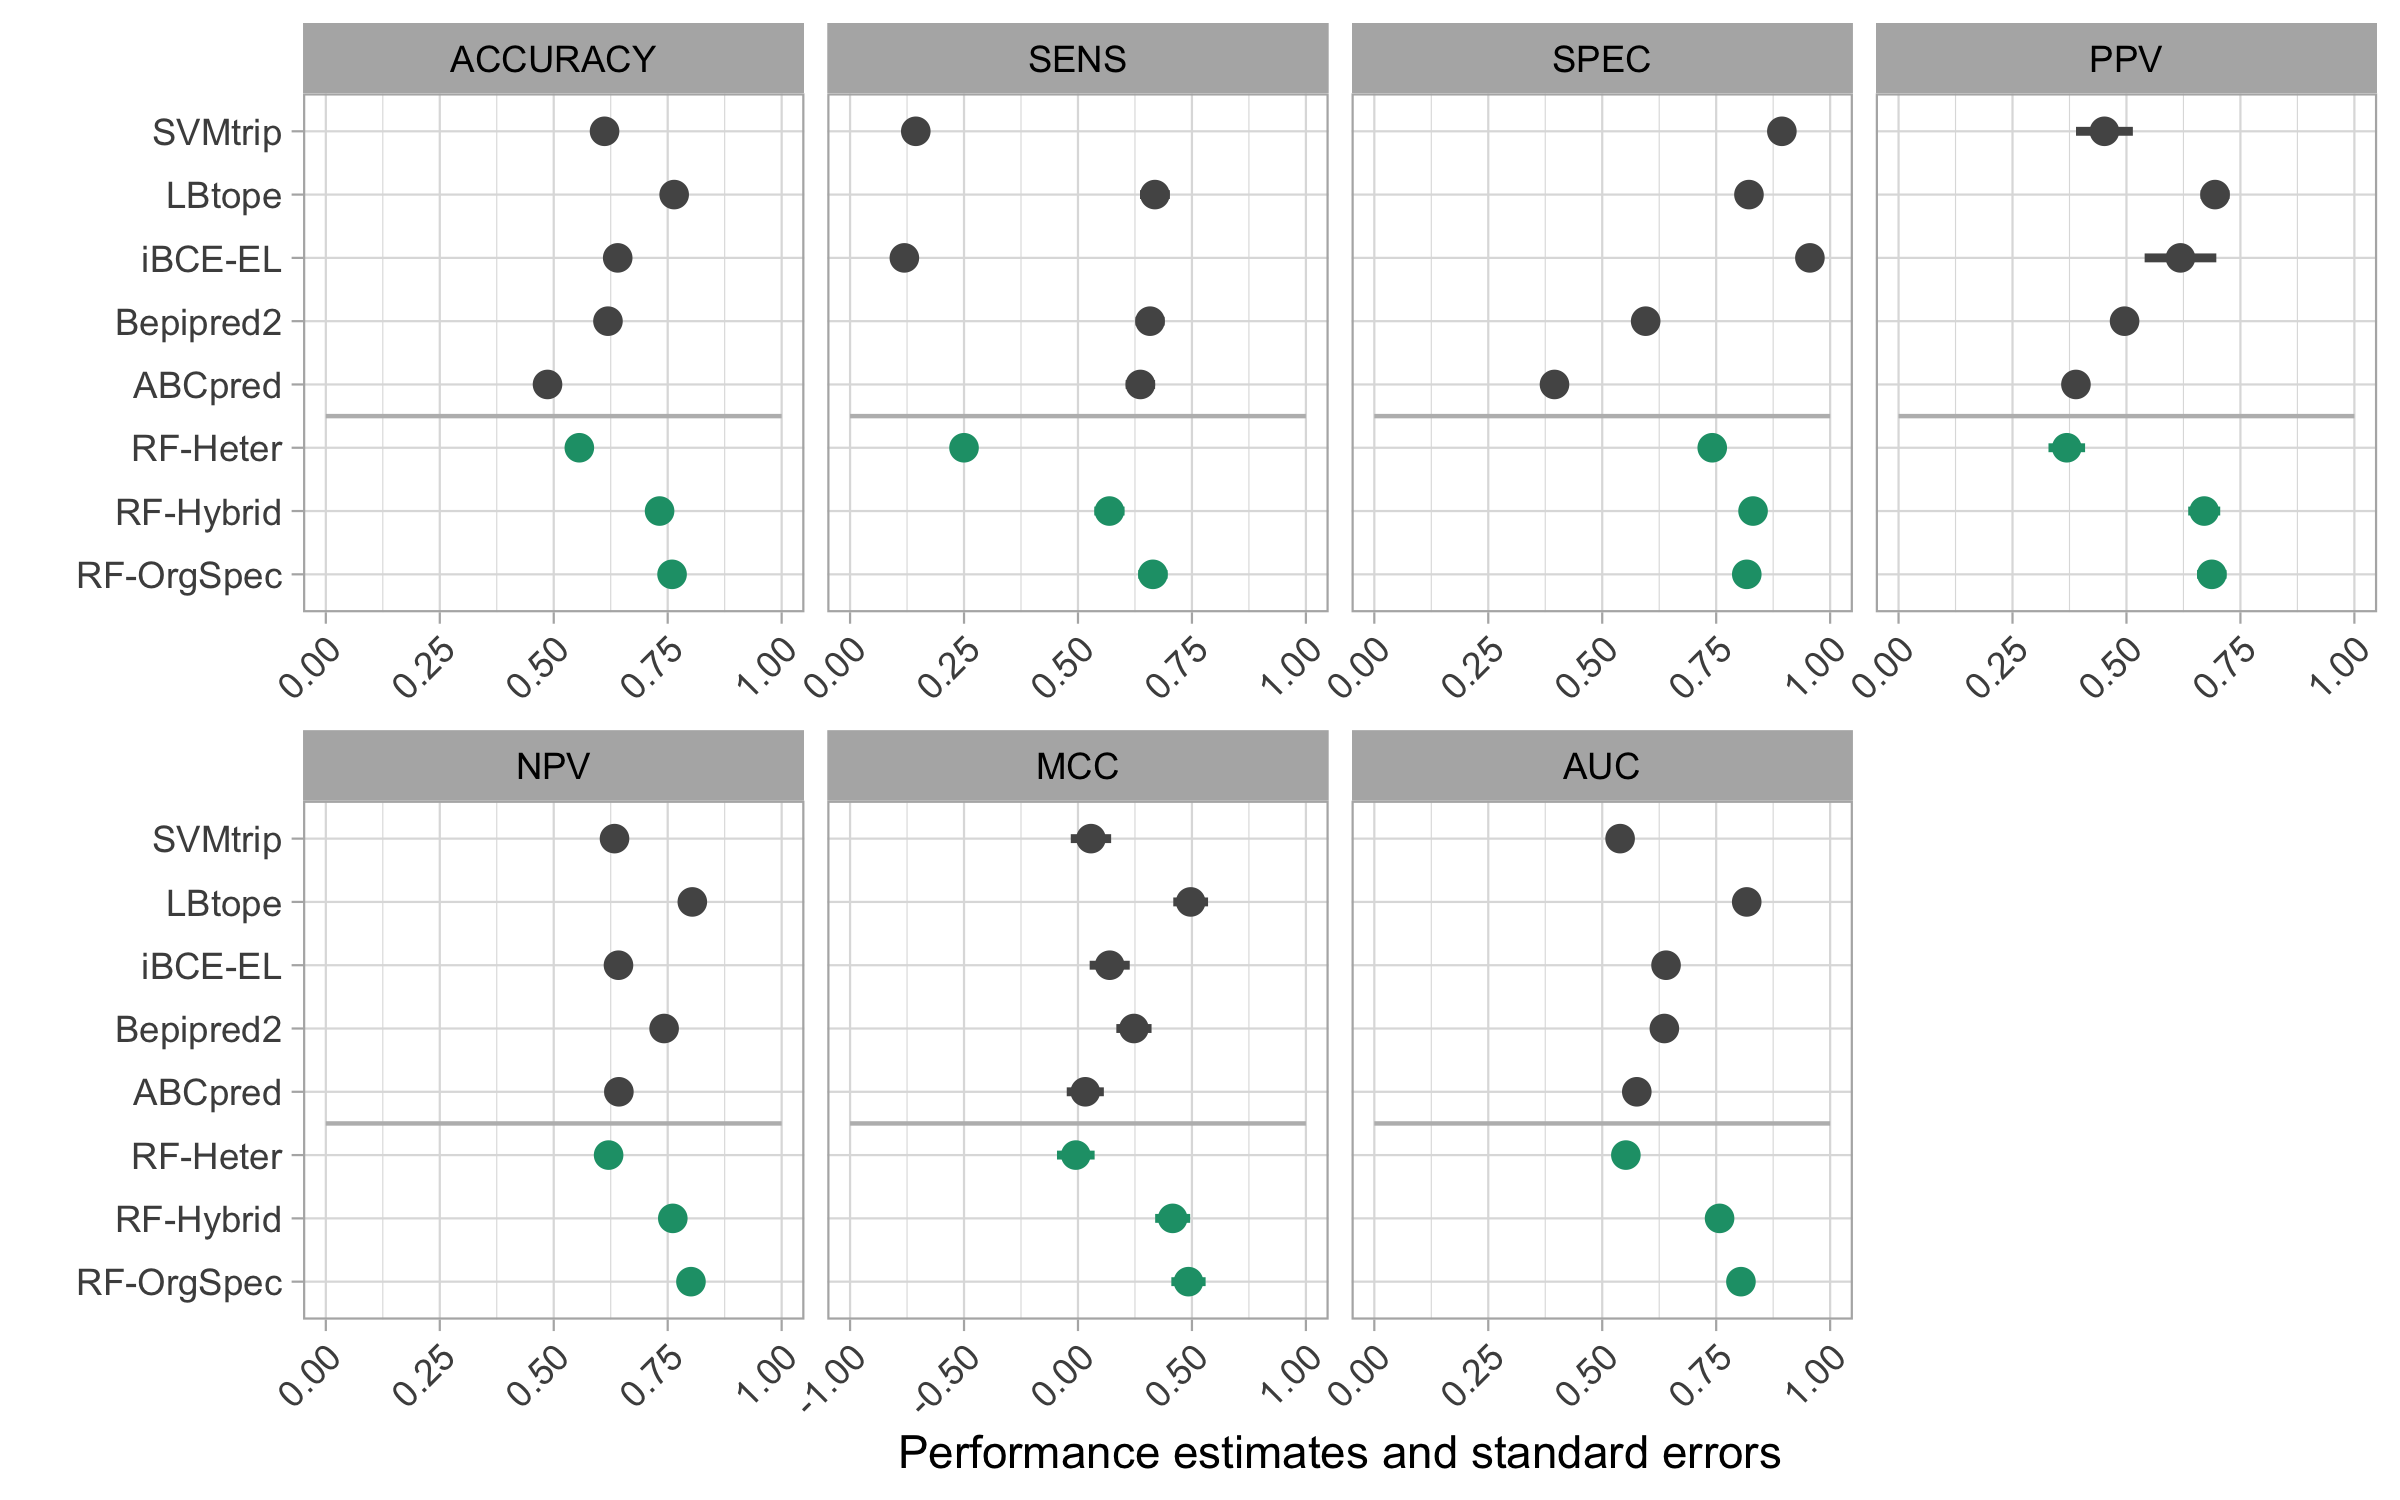 ACCURACY SENS SPEC PPV
SVMtrip
LBtope
iBCE-EL
Bepipred2
ABCpred
RF-Heter
RF-Hybrid
RF-OrgSpec
0.00 0.25 0.50 0.75 1.00 0.00 0.25 0.50 0.75 1.00 0.00 0.25 0.50 0.75 1.00 0.00 0.25 0.50 0.75 1.00
NPV MCC AUC
SVMtrip
LBtope
iBCE-EL
Bepipred2
ABCpred
RF-Heter
RF-Hybrid
RF-OrgSpec
0.00 0.25 0.50 0.75 1.00 -1.00 -0.50 0.00 0.50 1.00 0.00 0.25 0.50 0.75 1.00
Performance estimates and standard errors